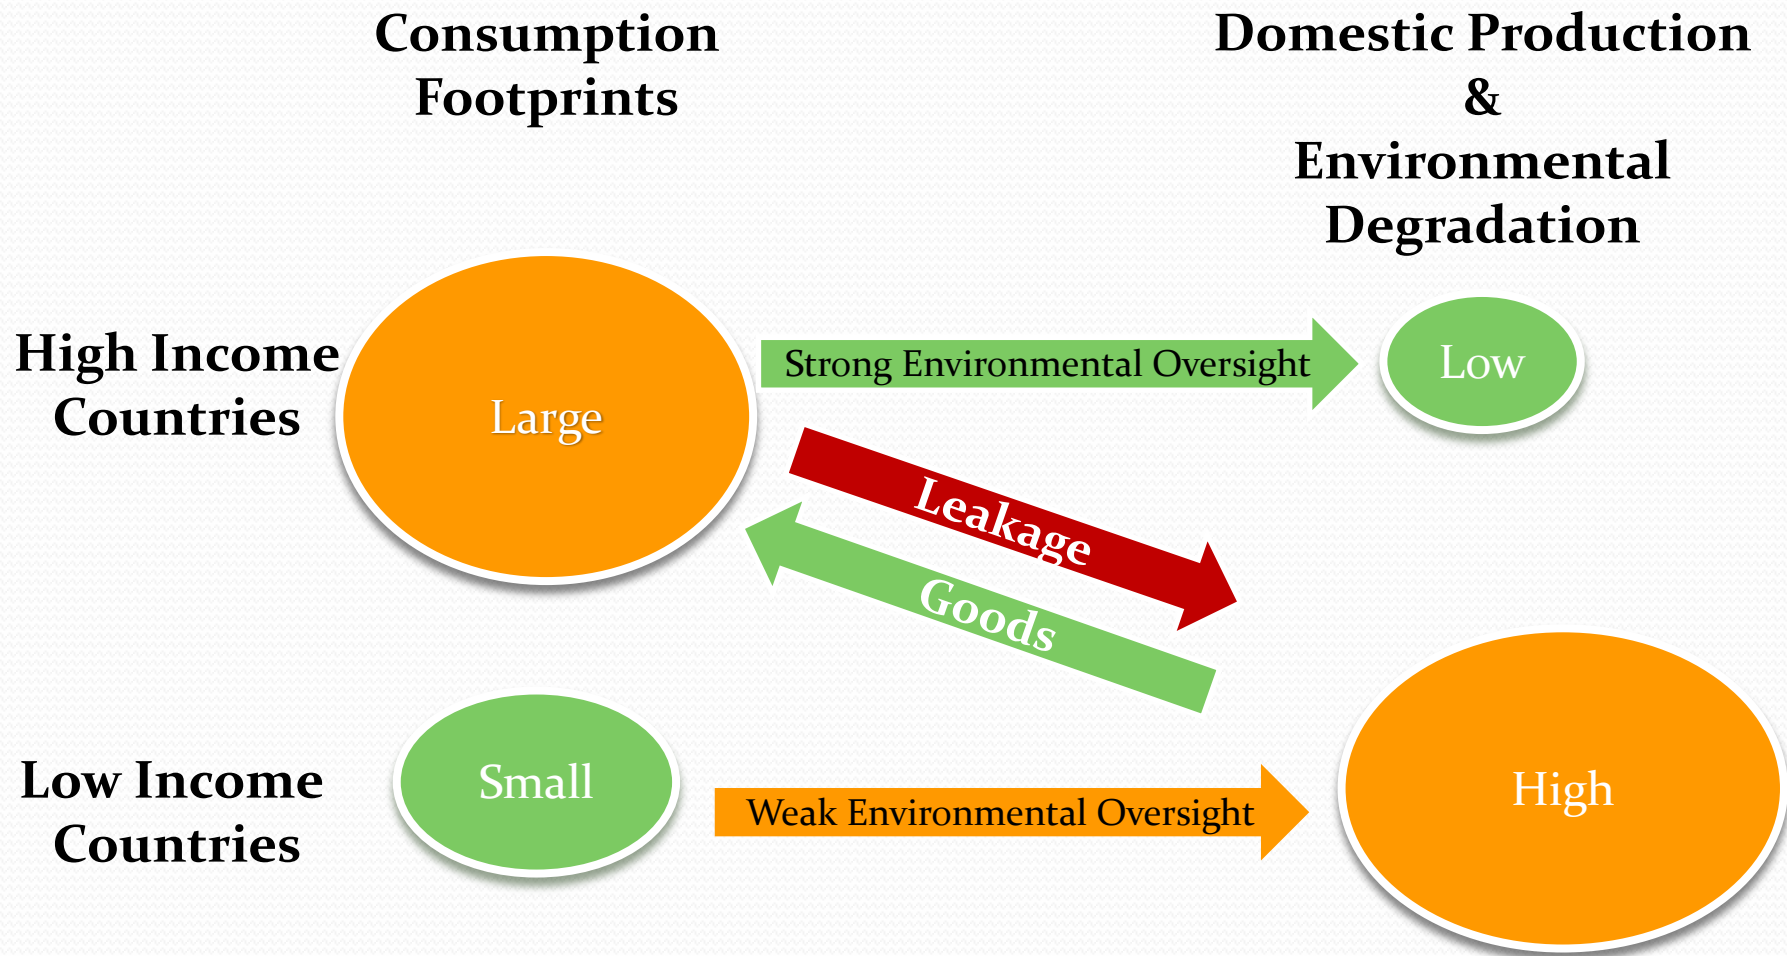 Consumption
Footprints
Domestic Production
&
Environmental
Degradation
High Income
Countries
Large
Strong Environmental Oversight
Low
Leakage
Goods
Low Income
Countries
Small
Weak Environmental Oversight
High